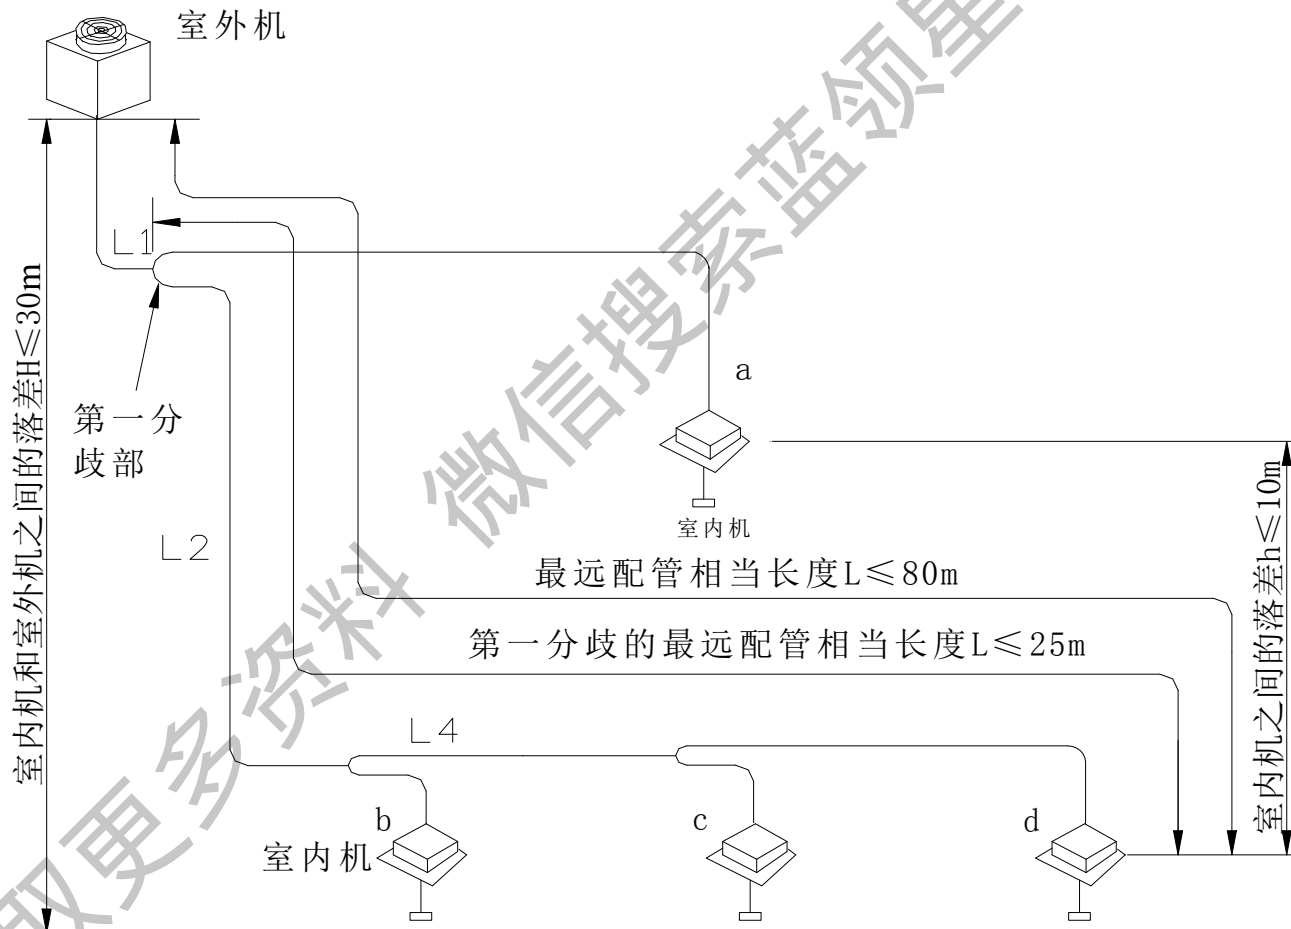 室外机
L1
室内机和室外机之间的落差H≤30m
第一分
歧部
a
室内机
L2
最远配管相当长度L≤80m
第一分歧的最远配管相当长度L≤25m
室内机之间的落差h≤10m
L4
b
c
d
室内机
取更多资料 微信搜索蓝领星